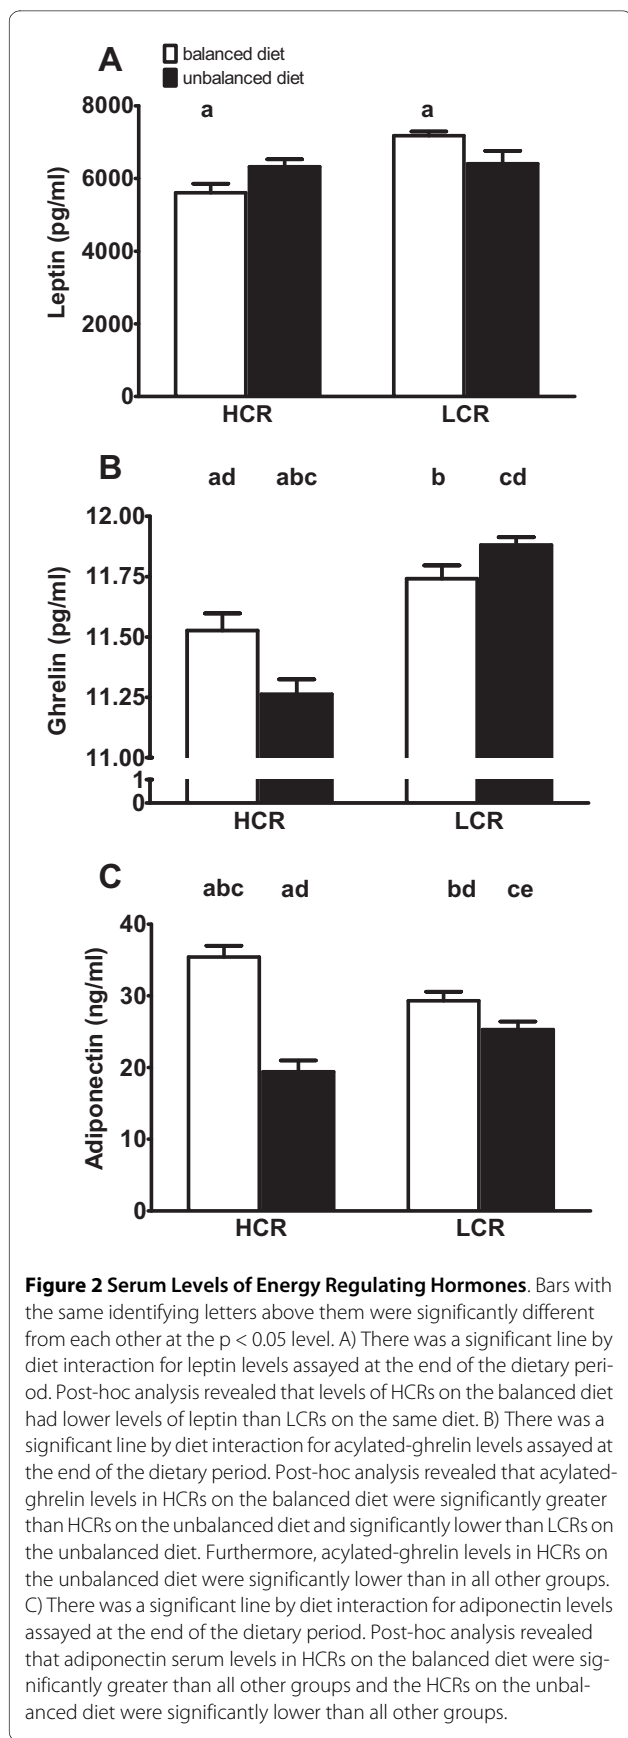 A
balanced diet
unbalanced diet
8000
6000
4000
2000
0
Leptin (pg/ml)
a
a
HCR
LCR
B
ad
abc
b
cd
12.00
11.75
11.50
11.25
11.00
1
0
Ghrelin (pg/ml)
HCR
LCR
C
abc
ad
bd
ce
40
30
20
10
0
Adiponectin (ng/ml)
HCR
LCR
Figure 2 Serum Levels of Energy Regulating Hormones. Bars with
the same identifying letters above them were significantly different
from each other at the p < 0.05 level. A) There was a significant line by
diet interaction for leptin levels assayed at the end of the dietary peri-
od. Post-hoc analysis revealed that levels of HCRs on the balanced diet
had lower levels of leptin than LCRs on the same diet. B) There was a
significant line by diet interaction for acylated-ghrelin levels assayed at
the end of the dietary period. Post-hoc analysis revealed that acylated-
ghrelin levels in HCRs on the balanced diet were significantly greater
than HCRs on the unbalanced diet and significantly lower than LCRs on
the unbalanced diet. Furthermore, acylated-ghrelin levels in HCRs on
the unbalanced diet were significantly lower than in all other groups.
C) There was a significant line by diet interaction for adiponectin levels
assayed at the end of the dietary period. Post-hoc analysis revealed
that adiponectin serum levels in HCRs on the balanced diet were sig-
nificantly greater than all other groups and the HCRs on the unbal-
anced diet were significantly lower than all other groups.